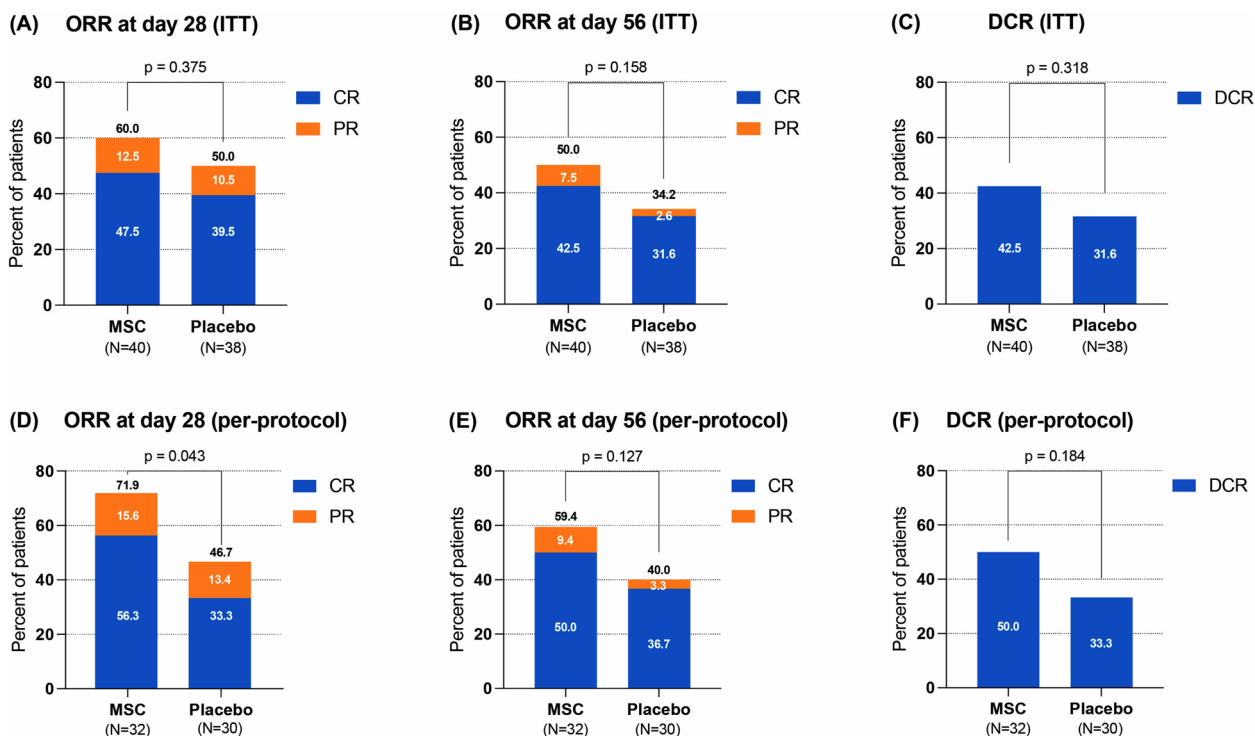 (A) ORR at day 28 (ITT)
p = 0.375
80
60
40
20
0
Percent of patients
60.0
12.5
47.5
50.0
10.5
39.5
MSC
(N=40)
Placebo
(N=38)
CR
PR
(B) ORR at day 56 (ITT)
p = 0.158
80
60
40
20
0
Percent of patients
50.0
7.5
42.5
34.2
2.6
31.6
MSC
(N=40)
Placebo
(N=38)
CR
PR
(C) DCR (ITT)
p = 0.318
80
60
40
20
0
Percent of patients
42.5
31.6
MSC
(N=40)
Placebo
(N=38)
DCR
(D) ORR at day 28 (per-protocol)
p = 0.043
80
60
40
20
0
Percent of patients
71.9
15.6
56.3
46.7
13.4
33.3
MSC
(N=32)
Placebo
(N=30)
CR
PR
(E) ORR at day 56 (per-protocol)
p = 0.127
80
60
40
20
0
Percent of patients
59.4
9.4
50.0
40.0
3.3
36.7
MSC
(N=32)
Placebo
(N=30)
CR
PR
(F) DCR (per-protocol)
p = 0.184
80
60
40
20
0
Percent of patients
50.0
33.3
MSC
(N=32)
Placebo
(N=30)
DCR